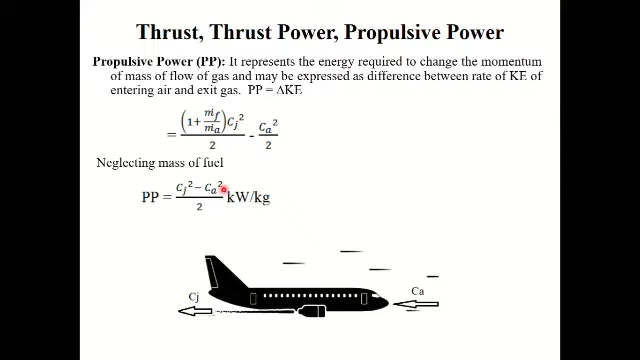 Thrust, Thrust Power, Propulsive Power
Propulsive Power (PP): It represents the energy required to change the momentum
of mass of flow of gas and may be expressed as difference between rate of KE of
entering air and exit gas. PP = ΔKE.
= (1+ṁf/ṁa)Cj²/2 - Ca²/2
Neglecting mass of fuel
PP = Cj² – Ca²/2 kW/kg
Cj
Ca